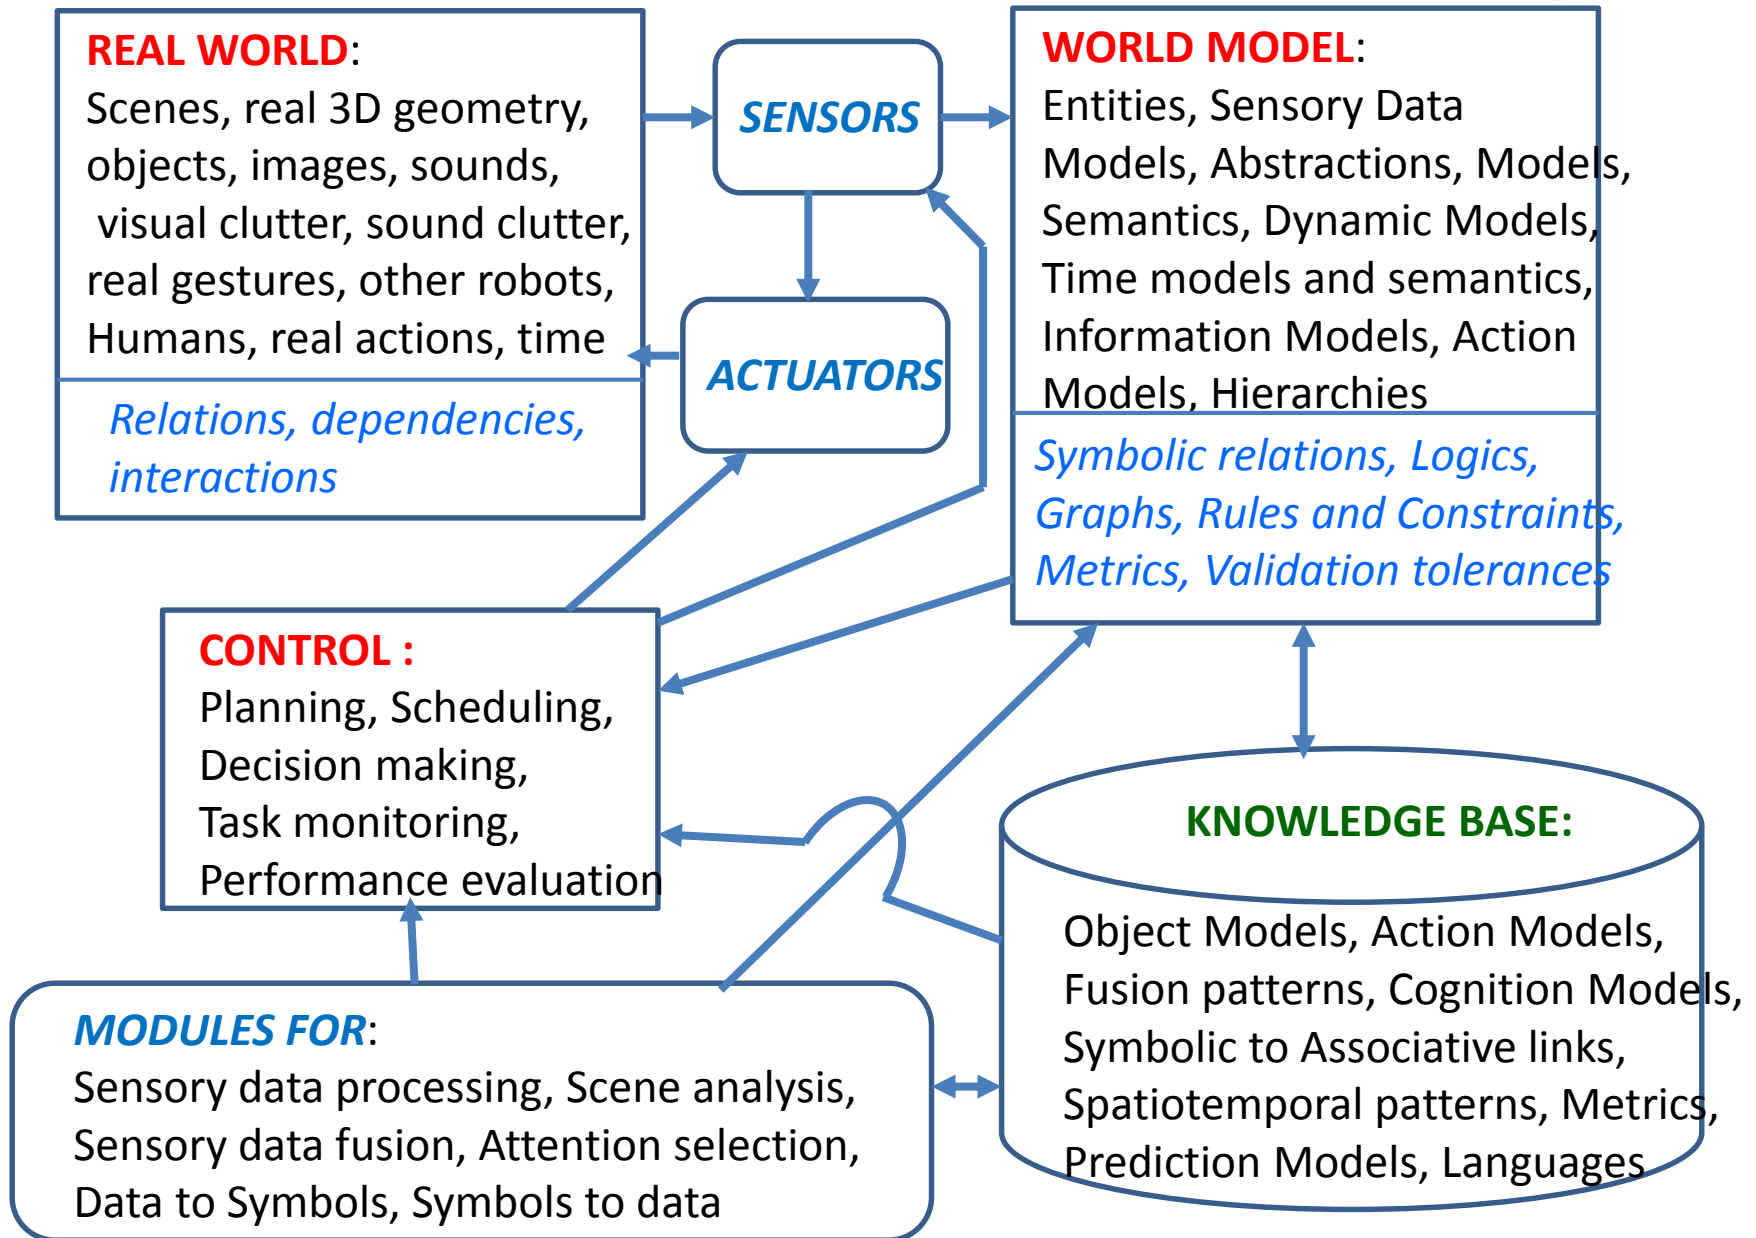 REAL WORLD:
Scenes, real 3D geometry,
objects, images, sounds,
visual clutter, sound clutter,
real gestures, other robots,
Humans, real actions, time
Relations, dependencies,
interactions
SENSORS
ACTUATORS
WORLD MODEL:
Entities, Sensory Data
Models, Abstractions, Models,
Semantics, Dynamic Models,
Time models and semantics,
Information Models, Action
Models, Hierarchies
Symbolic relations, Logics,
Graphs, Rules and Constraints,
Metrics, Validation tolerances
CONTROL :
Planning, Scheduling,
Decision making,
Task monitoring,
Performance evaluation
KNOWLEDGE BASE:
Object Models, Action Models,
Fusion patterns, Cognition Models,
Symbolic to Associative links,
Spatiotemporal patterns, Metrics,
Prediction Models, Languages
MODULES FOR:
Sensory data processing, Scene analysis,
Sensory data fusion, Attention selection,
Data to Symbols, Symbols to data